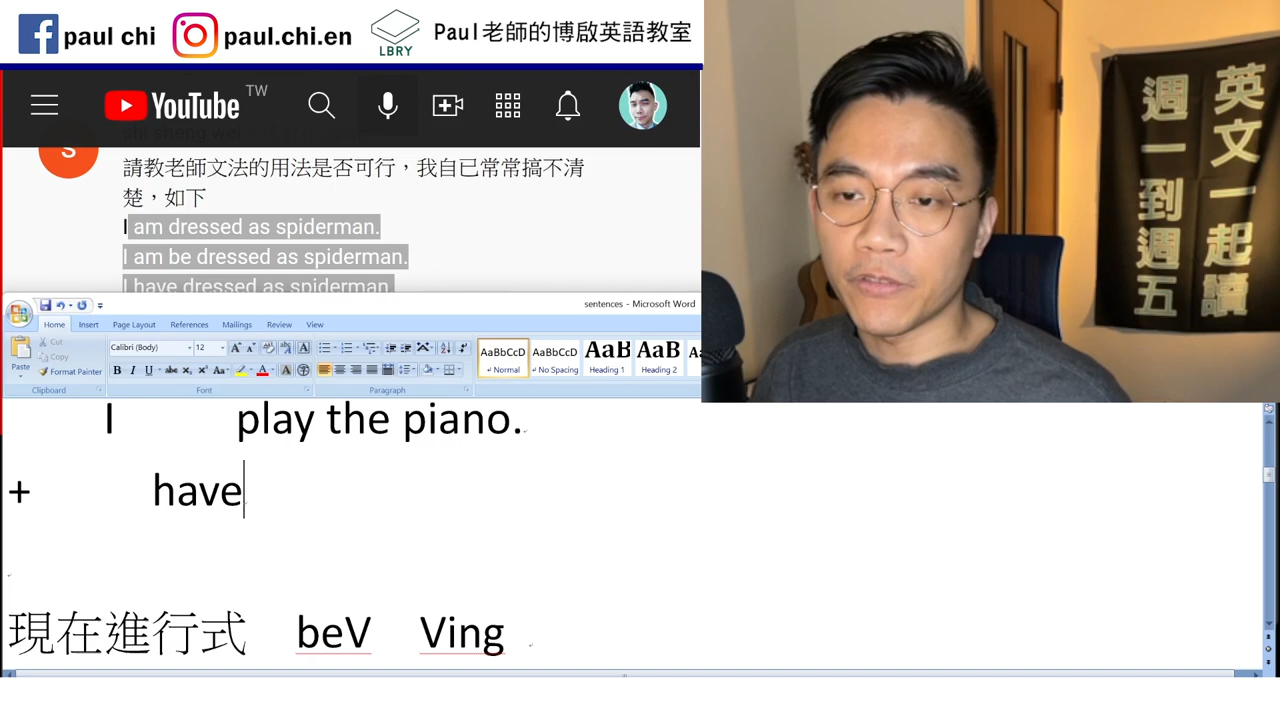 paul chi paul.chi.en LBRY Paul老師的博啟英語教室
YouTube TW
S
請教老師文法的用法是否可行，我自已常常搞不清
楚，如下
I am dressed as spiderman.
I am be dressed as spiderman.
I have dressed as spiderman.
sentences - Microsoft Word
Home Insert Page Layout References Mailings Review View
Paste Cut Copy Format Painter
Calibri (Body) 12
AaBbCcD AaBbCcD AaBb AaB
Normal No Spacing Heading 1 Heading 2
Clipboard Font Paragraph
I play the piano.
+ have
現在進行式 beV Ving
英文一起讀
週一到週五